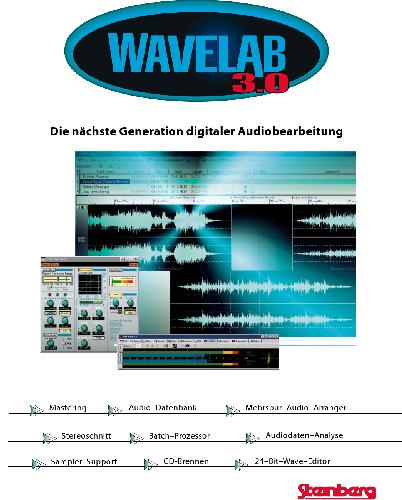 WAVELAB
3.0
Die nächste Generation digitaler Audiobearbeitung
Mastering Audio-Datenbank Mehrspur-Audio-Arranger
Stereoschnitt Batch-Prozessor Audiodaten-Analyse
Sampler Support CD-Brennen 24-Bit-Wave-Editor
Steinberg